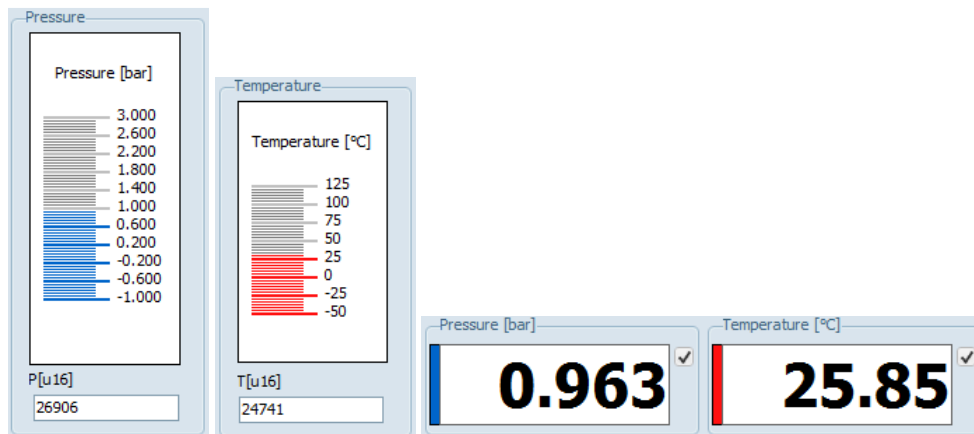 Pressure
Pressure [bar]
3.000
2.600
2.200
1.800
1.400
1.000
0.600
0.200
-0.200
-0.600
-1.000
P[u16]
26906
Temperature
Temperature [°C]
125
100
75
50
25
0
-25
-50
T[u16]
24741
Pressure [bar]
0.963
Temperature [°C]
25.85